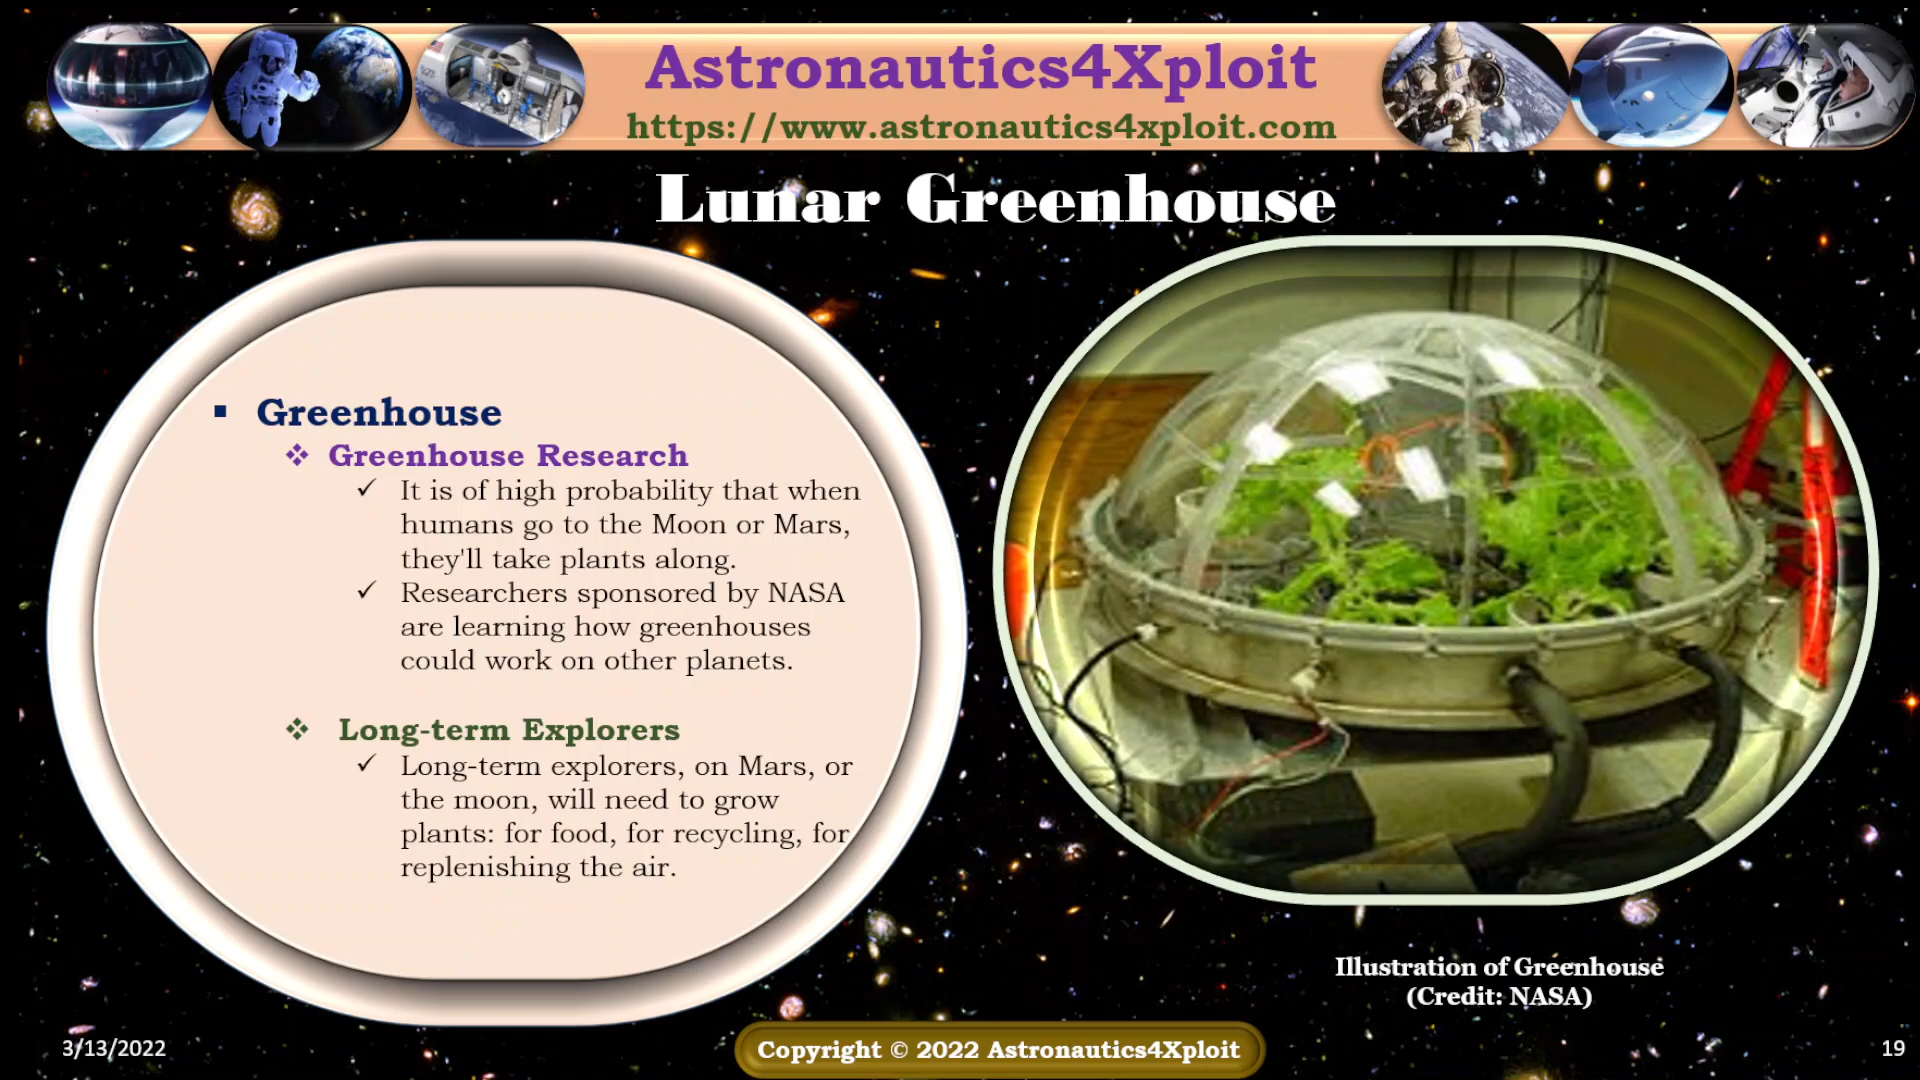 Astronautics4Xploit
https://www.astronautics4xploit.com
Lunar Greenhouse
▪ Greenhouse
❖ Greenhouse Research
✓ It is of high probability that when
humans go to the Moon or Mars,
they'll take plants along.
✓ Researchers sponsored by NASA
are learning how greenhouses
could work on other planets.
❖ Long-term Explorers
✓ Long-term explorers, on Mars, or
the moon, will need to grow
plants: for food, for recycling, for
replenishing the air.
Illustration of Greenhouse
(Credit: NASA)
3/13/2022
Copyright © 2022 Astronautics4Xploit
19